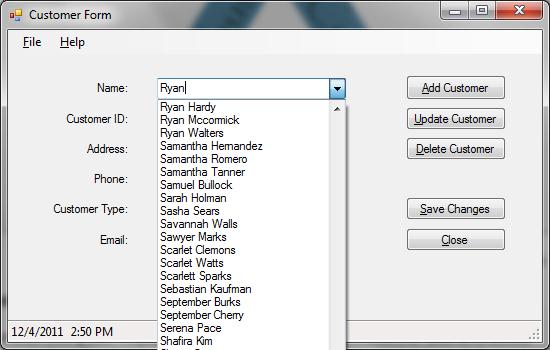 Customer Form
File Help
Name: Ryan Add Customer
Ryan Hardy
Customer ID: Ryan Mccormick Update Customer
Ryan Walters
Address: Samantha Hernandez Delete Customer
Samantha Romero
Samantha Tanner
Phone: Samuel Bullock
Sarah Holman
Customer Type: Sasha Sears Save Changes
Savannah Walls
Email: Sawyer Marks Close
Scarlet Clemons
Scarlet Watts
Scarlett Sparks
Sebastian Kaufman
September Burks
September Cherry
12/4/2011 2:50 PM Serena Pace
Shafira Kim